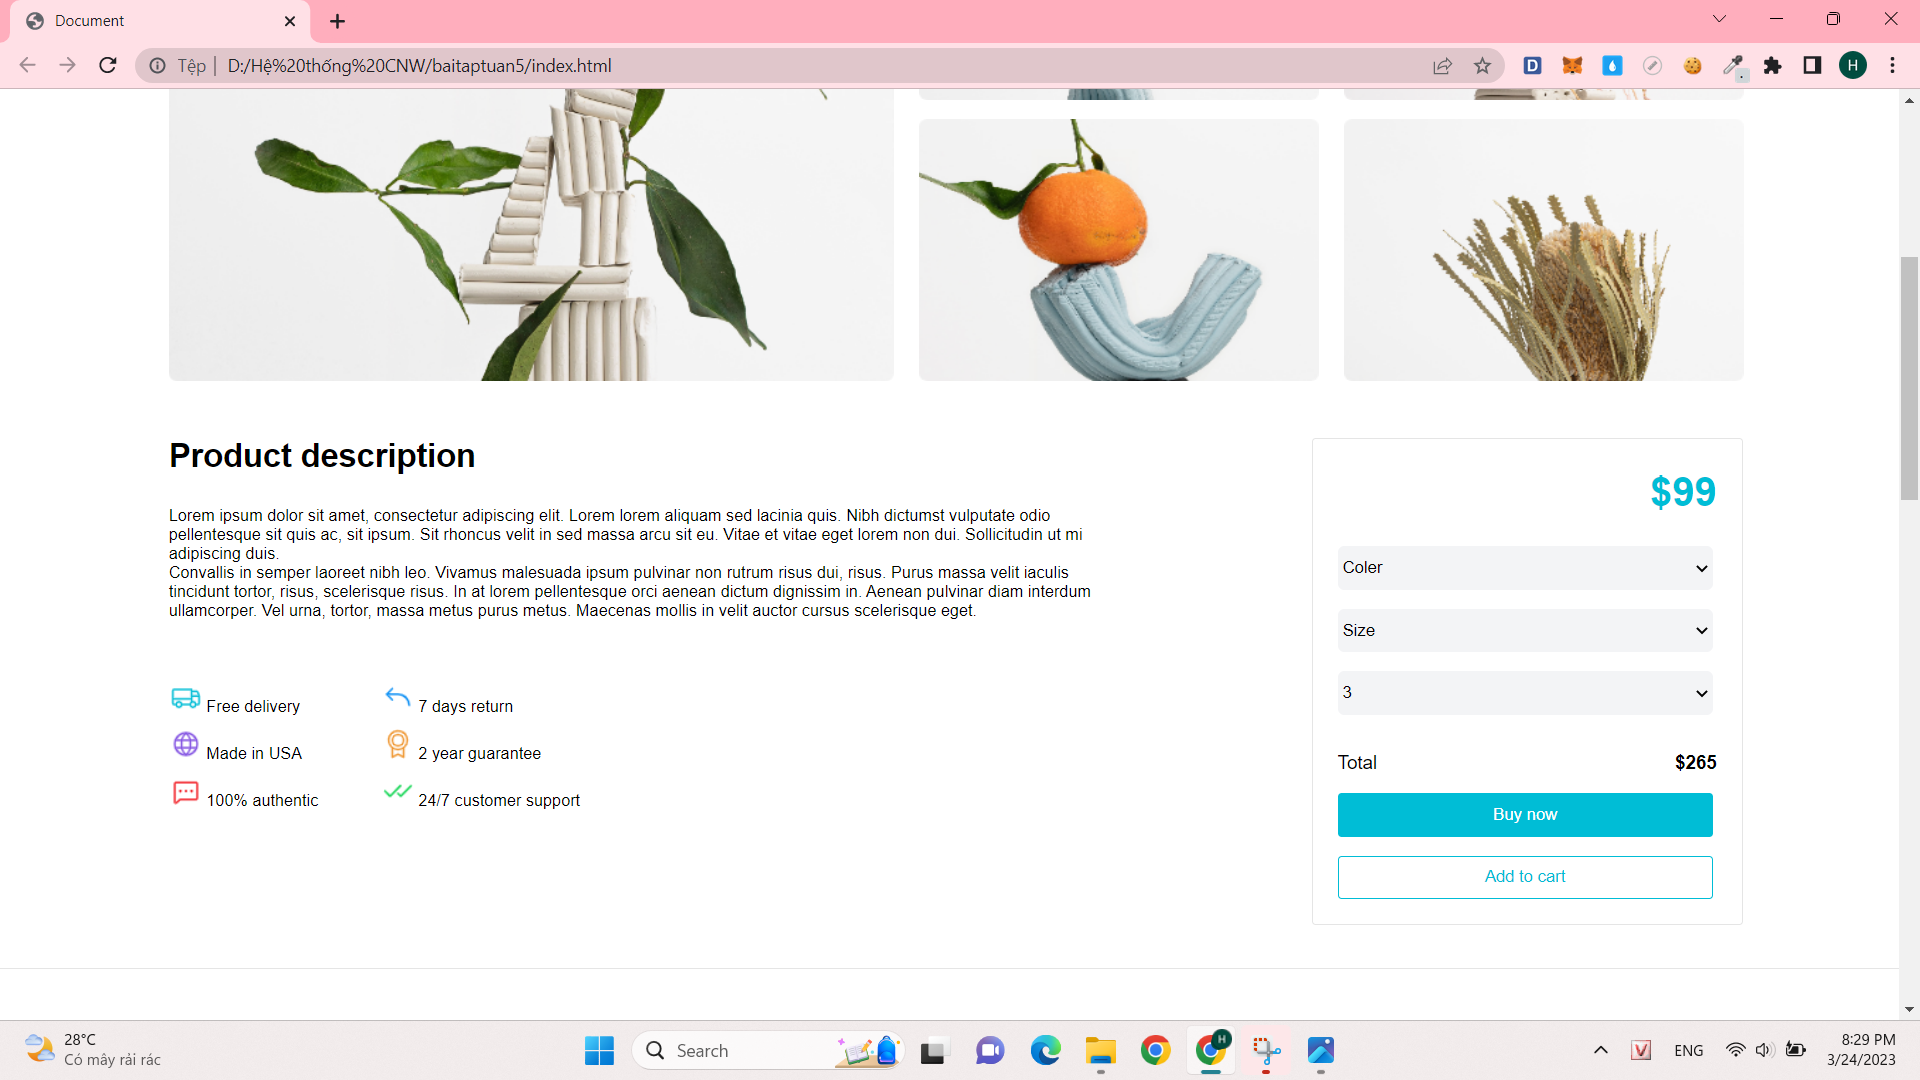 Document
Tệp
D:/Hệ%20thống%20CNW/baitaptuan5/index.html
D
H
Product description
$99
Lorem ipsum dolor sit amet, consectetur adipiscing elit. Lorem lorem aliquam sed lacinia quis. Nibh dictumst vulputate odio
pellentesque sit quis ac, sit ipsum. Sit rhoncus velit in sed massa arcu sit eu. Vitae et vitae eget lorem non dui. Sollicitudin ut mi
adipiscing duis.
Convallis in semper laoreet nibh leo. Vivamus malesuada ipsum pulvinar non rutrum risus dui, risus. Purus massa velit iaculis
tincidunt tortor, risus, scelerisque risus. In at lorem pellentesque orci aenean dictum dignissim in. Aenean pulvinar diam interdum
ullamcorper. Vel urna, tortor, massa metus purus metus. Maecenas mollis in velit auctor cursus scelerisque eget.
Coler
Size
3
Free delivery
7 days return
Made in USA
2 year guarantee
100% authentic
24/7 customer support
Total
$265
Buy now
Add to cart
28°C
Có mây rải rác
Search
H
V
ENG
8:29 PM
3/24/2023